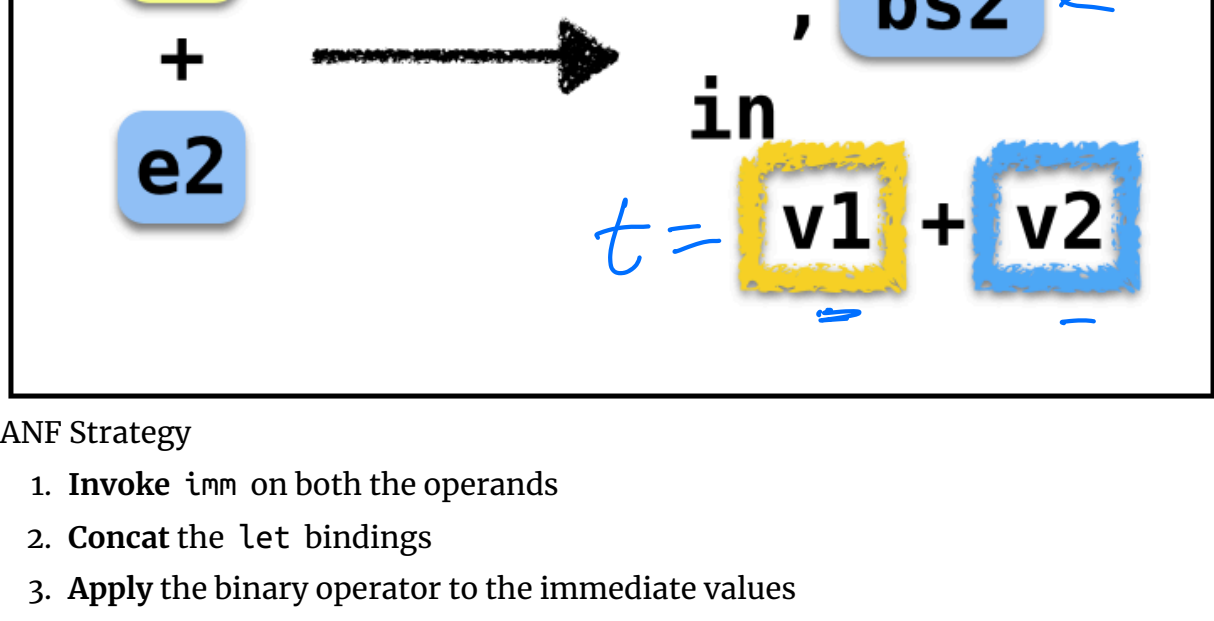 , bs2
+
in
e2
t = v1 + v2
ANF Strategy
1. Invoke imm on both the operands
2. Concat the let bindings
3. Apply the binary operator to the immediate values